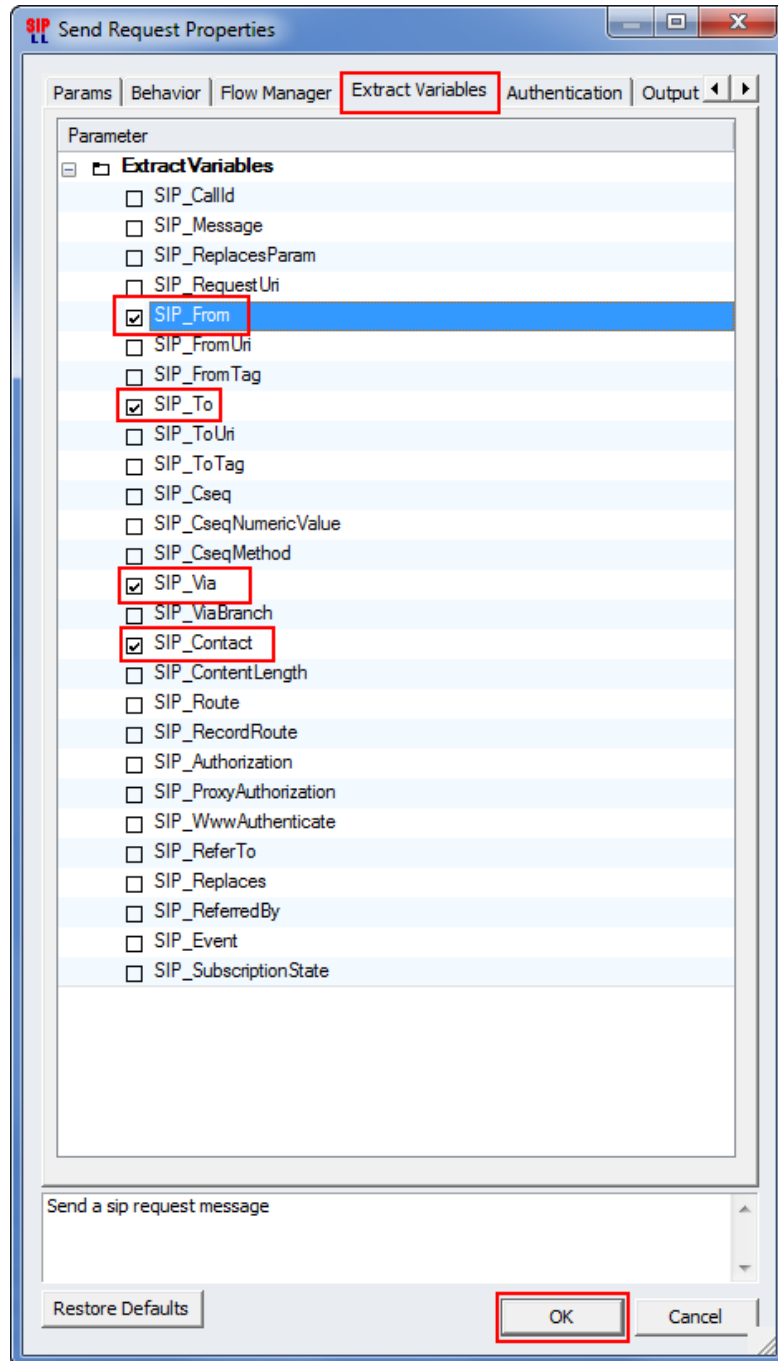 SIP
LL
Send Request Properties
Params Behavior Flow Manager Extract Variables Authentication Output
Parameter
ExtractVariables
SIP_CallId
SIP_Message
SIP_ReplacesParam
SIP_RequestUri
SIP_From
SIP_FromUri
SIP_FromTag
SIP_To
SIP_ToUri
SIP_ToTag
SIP_Cseq
SIP_CseqNumericValue
SIP_CseqMethod
SIP_Via
SIP_ViaBranch
SIP_Contact
SIP_ContentLength
SIP_Route
SIP_RecordRoute
SIP_Authorization
SIP_ProxyAuthorization
SIP_WwwAuthenticate
SIP_ReferTo
SIP_Replaces
SIP_ReferredBy
SIP_Event
SIP_SubscriptionState
Send a sip request message
Restore Defaults OK Cancel